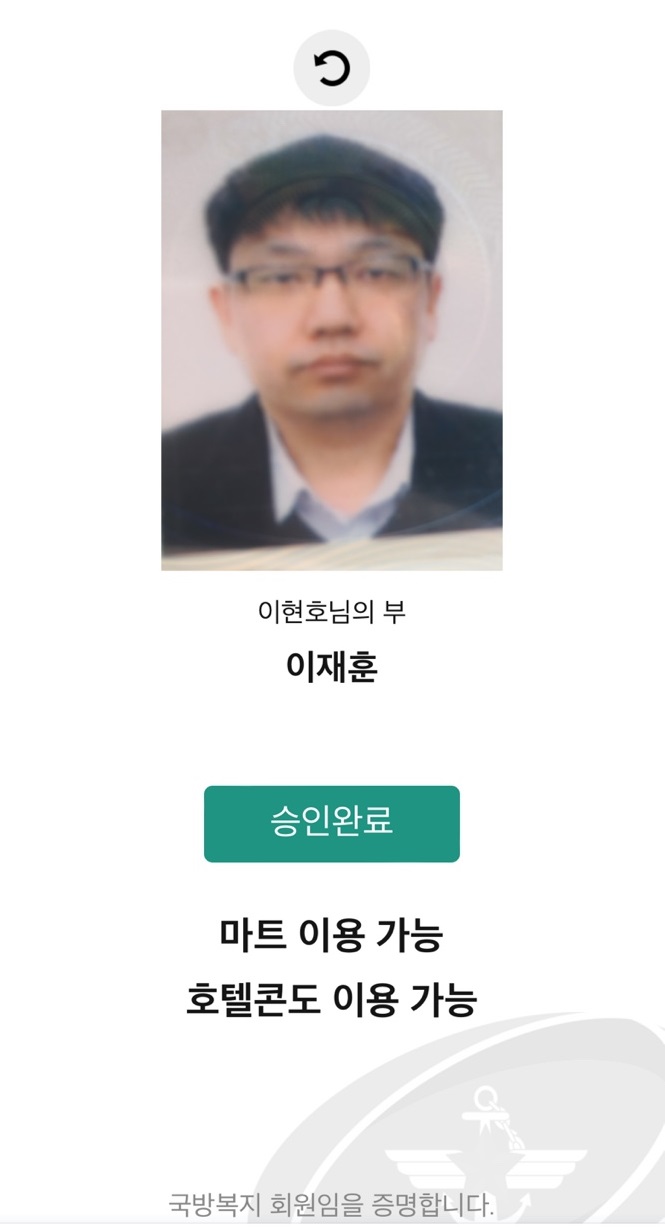 이현호님의 부
이재훈
승인완료
마트 이용 가능
호텔콘도 이용 가능
국방복지 회원임을 증명합니다.